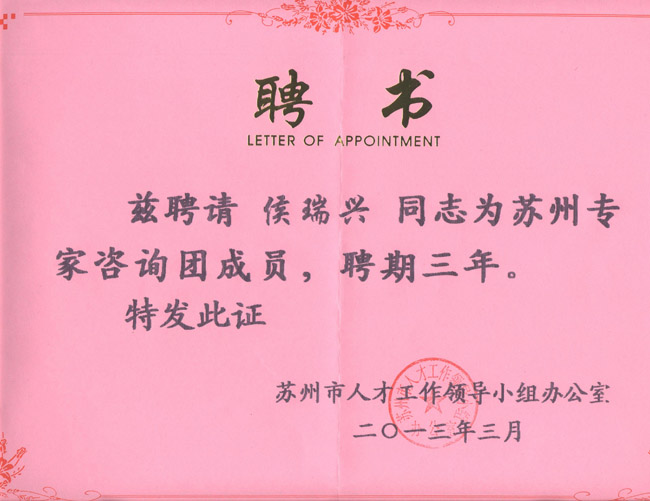 聘书
LETTER OF APPOINTMENT
兹聘请 侯瑞兴 同志为苏州专
家咨询团成员，聘期三年。
特发此证
苏州市人才工作领导小组办公室
二〇一三年三月